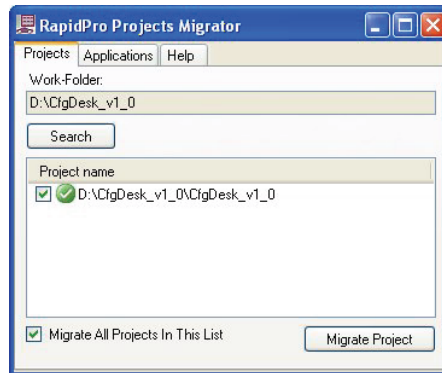 RapidPro Projects Migrator
Projects Applications Help
Work-Folder:
D:\CfgDesk_v1_0
Search
Project name
D:\CfgDesk_v1_0\CfgDesk_v1_0
Migrate All Projects In This List
Migrate Project